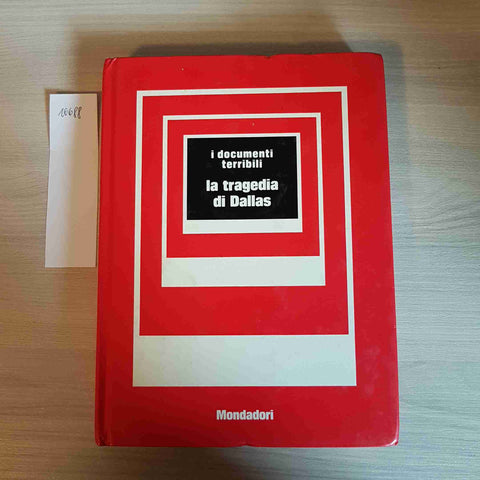 10688
i documenti
terribili
la tragedia
di Dallas
Mondadori